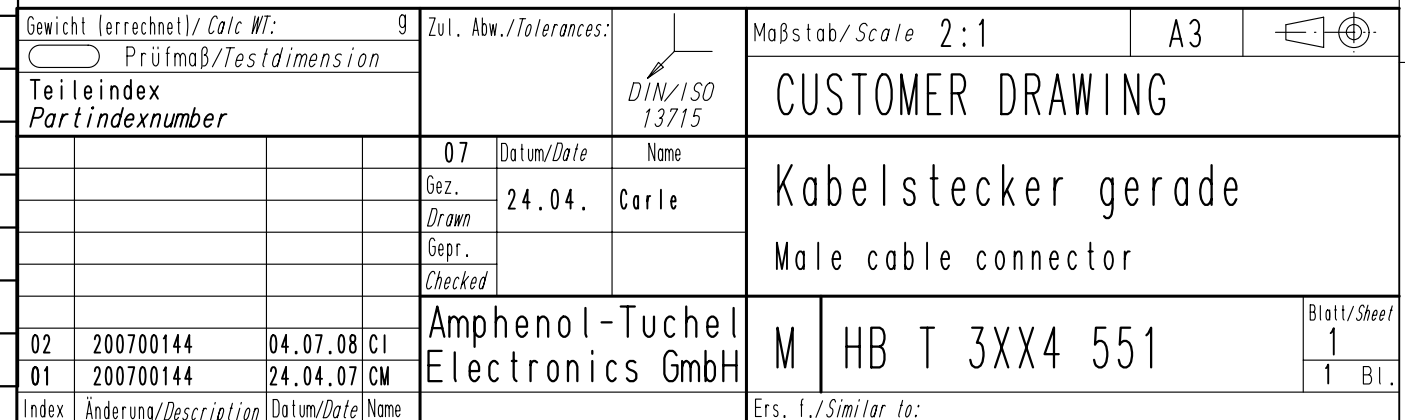 Gewicht (errechnet)/ Calc WT: g
Prüfmaß/Testdimension
Teileindex
Partindexnumber
Zul. Abw./Tolerances:
DIN/ISO
13715
Maßstab/Scale 2:1
A3
CUSTOMER DRAWING
07 Datum/Date Name
Gez.
Drawn
24.04. Carle
Gepr.
Checked
Kabelstecker gerade
Male cable connector
02 200700144 04.07.08 CI
01 200700144 24.04.07 CM
Index Änderung/Description Datum/Date Name
Amphenol-Tuchel
Electronics GmbH
M HB T 3XX4 551
Blatt/Sheet
1
1 Bl.
Ers. f./Similar to: